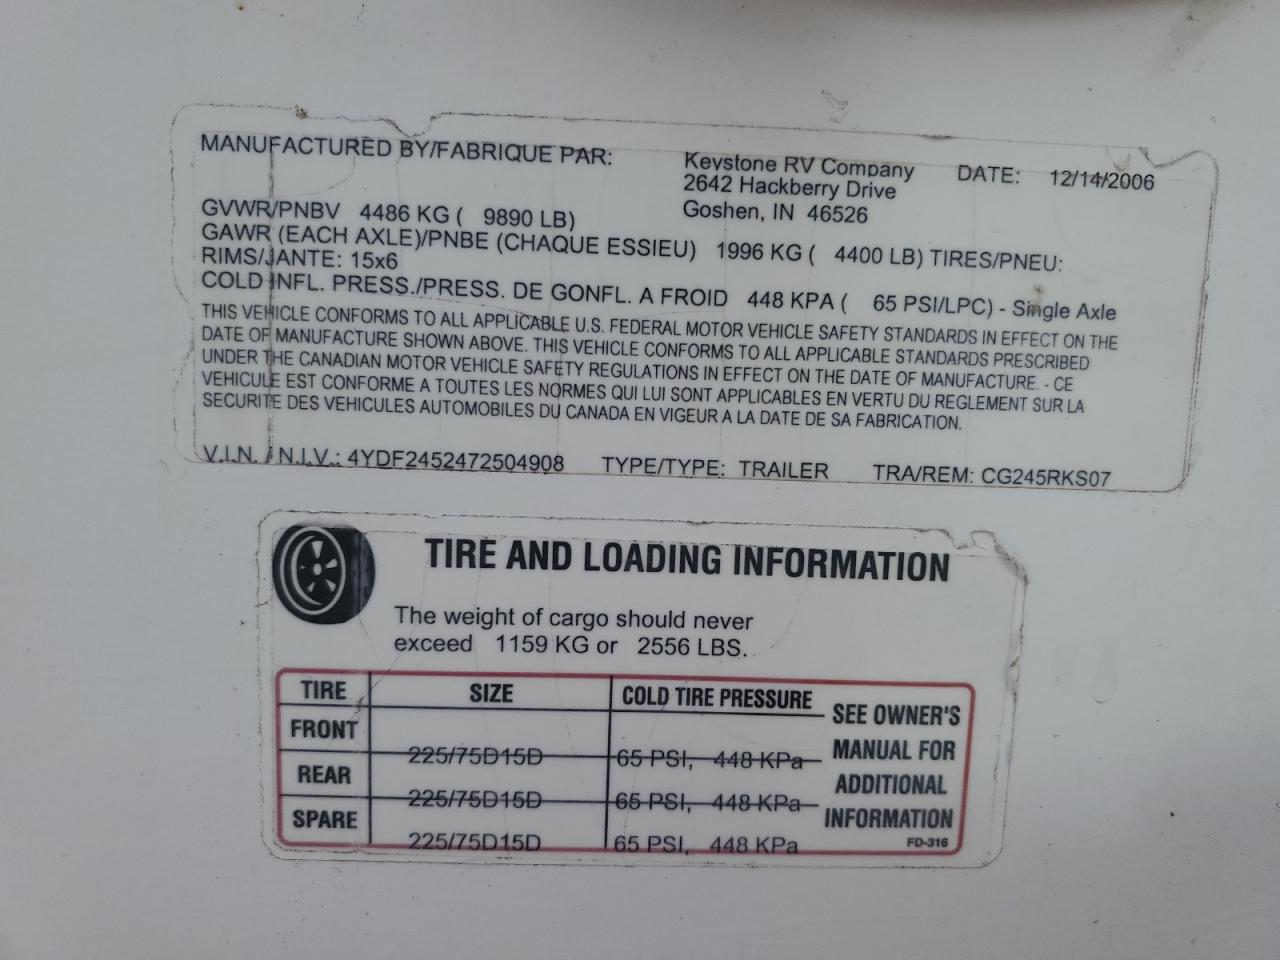 MANUFACTURED BY/FABRIQUE PAR: Keystone RV Company DATE: 12/14/2006
2642 Hackberry Drive
Goshen, IN 46526
GVWR/PNBV 4486 KG ( 9890 LB)
GAWR (EACH AXLE)/PNBE (CHAQUE ESSIEU) 1996 KG ( 4400 LB) TIRES/PNEU:
RIMS/JANTE: 15x6
COLD INFL. PRESS./PRESS. DE GONFL. A FROID 448 KPA ( 65 PSI/LPC) - Single Axle
THIS VEHICLE CONFORMS TO ALL APPLICABLE U.S. FEDERAL MOTOR VEHICLE SAFETY STANDARDS IN EFFECT ON THE
DATE OF MANUFACTURE SHOWN ABOVE. THIS VEHICLE CONFORMS TO ALL APPLICABLE STANDARDS PRESCRIBED
UNDER THE CANADIAN MOTOR VEHICLE SAFETY REGULATIONS IN EFFECT ON THE DATE OF MANUFACTURE. - CE
VEHICULE EST CONFORME A TOUTES LES NORMES QUI LUI SONT APPLICABLES EN VERTU DU REGLEMENT SUR LA
SECURITE DES VEHICULES AUTOMOBILES DU CANADA EN VIGEUR A LA DATE DE SA FABRICATION.
V.I.N. / N.I.V.: 4YDF2452472504908 TYPE/TYPE: TRAILER TRA/REM: CG245RKS07
TIRE AND LOADING INFORMATION
The weight of cargo should never
exceed 1159 KG or 2556 LBS.
TIRE SIZE COLD TIRE PRESSURE
FRONT 225/75D15D 65 PSI, 448 KPa
REAR 225/75D15D 65 PSI, 448 KPa
SPARE 225/75D15D 65 PSI, 448 KPa
SEE OWNER'S
MANUAL FOR
ADDITIONAL
INFORMATION
FD-316